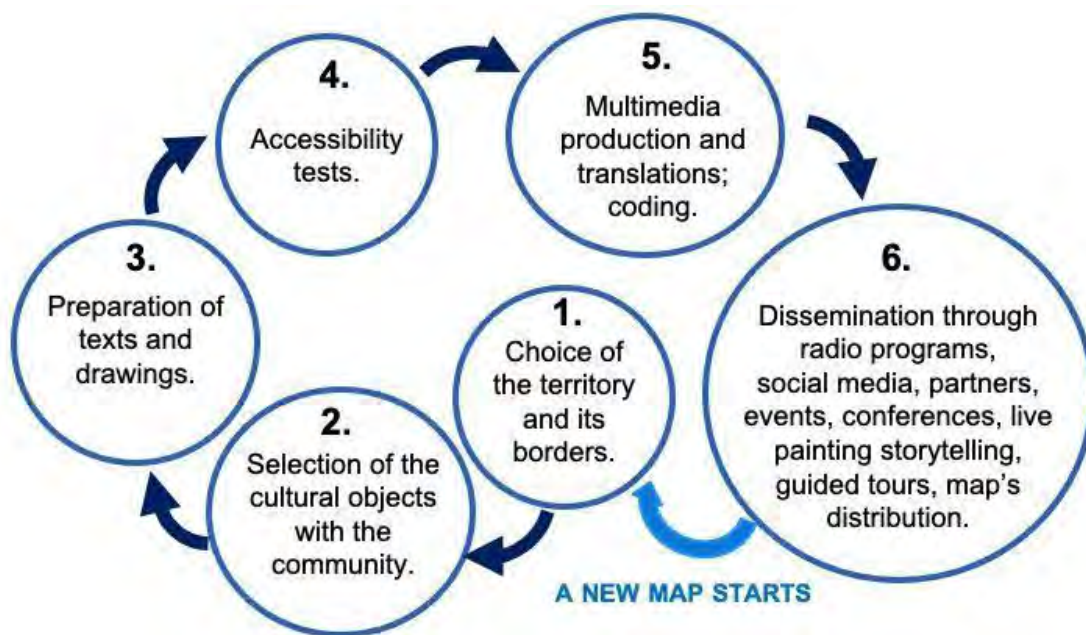 1.
Choice of
the territory
and its
borders.
2.
Selection of the
cultural objects
with the
community.
3.
Preparation of
texts and
drawings.
4.
Accessibility
tests.
5.
Multimedia
production and
translations;
coding.
6.
Dissemination through
radio programs,
social media, partners,
events, conferences, live
painting storytelling,
guided tours, map's
distribution.
A NEW MAP STARTS